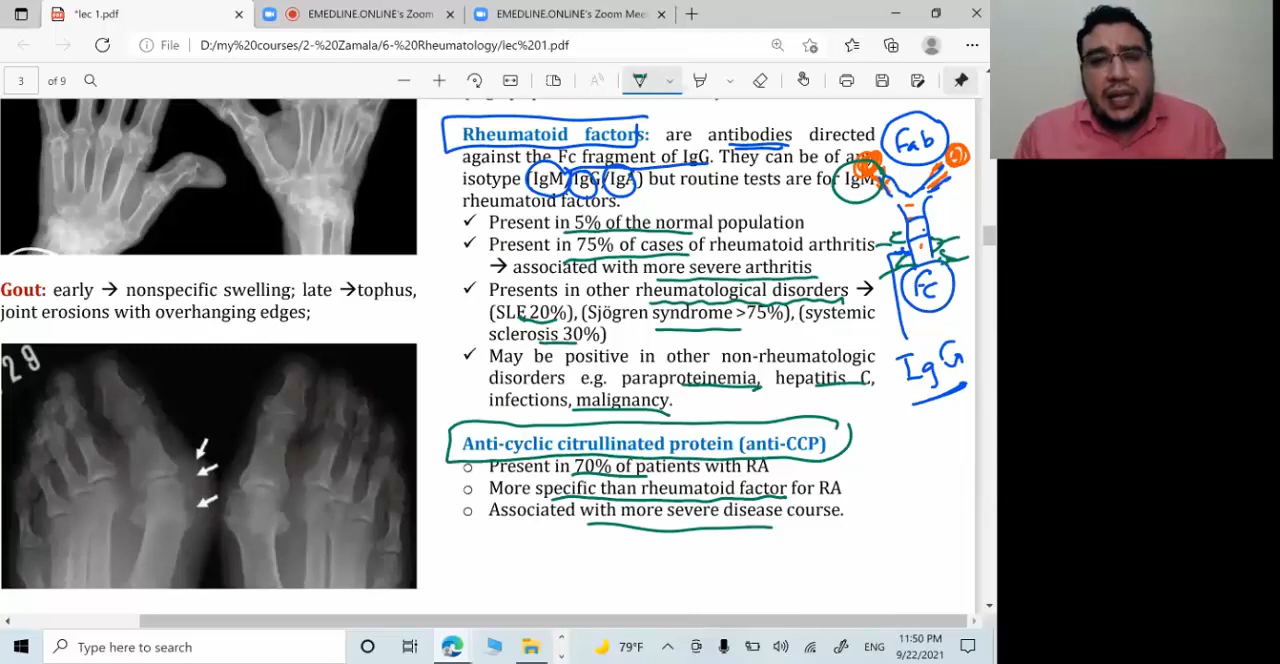 *lec 1.pdf
EMEDLINE.ONLINE's Zoom
EMEDLINE.ONLINE's Zoom Mee
File
D:/my%20courses/2-%20Zamala/6-%20Rheumatology/lec%201.pdf
3
of 9
Rheumatoid factors: are antibodies directed
against the Fc fragment of IgG. They can be of any
isotype (IgM, IgG, IgA) but routine tests are for IgM
rheumatoid factors.
✓ Present in 5% of the normal population
✓ Present in 75% of cases of rheumatoid arthritis
→ associated with more severe arthritis
✓ Presents in other rheumatological disorders →
(SLE 20%), (Sjögren syndrome >75%), (systemic
sclerosis 30%)
✓ May be positive in other non-rheumatologic
disorders e.g. paraproteinemia, hepatitis C,
infections, malignancy.
Fab
Fc
IgG
Anti-cyclic citrullinated protein (anti-CCP)
o Present in 70% of patients with RA
o More specific than rheumatoid factor for RA
o Associated with more severe disease course.
Gout: early → nonspecific swelling; late →tophus,
joint erosions with overhanging edges;
29
Type here to search
79°F
ENG
11:50 PM
9/22/2021